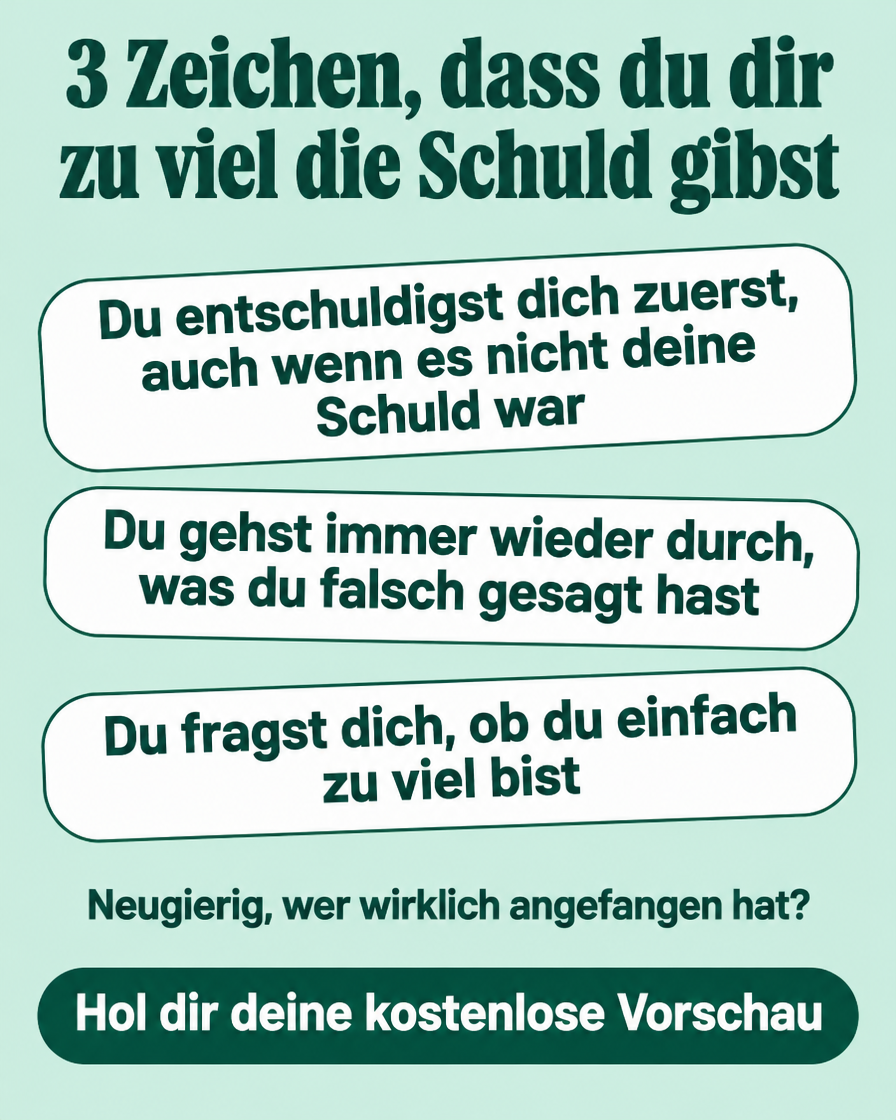 3 Zeichen, dass du dir
zu viel die Schuld gibst
Du entschuldigst dich zuerst,
auch wenn es nicht deine
Schuld war
Du gehst immer wieder durch,
was du falsch gesagt hast
Du fragst dich, ob du einfach
zu viel bist
Neugierig, wer wirklich angefangen hat?
Hol dir deine kostenlose Vorschau